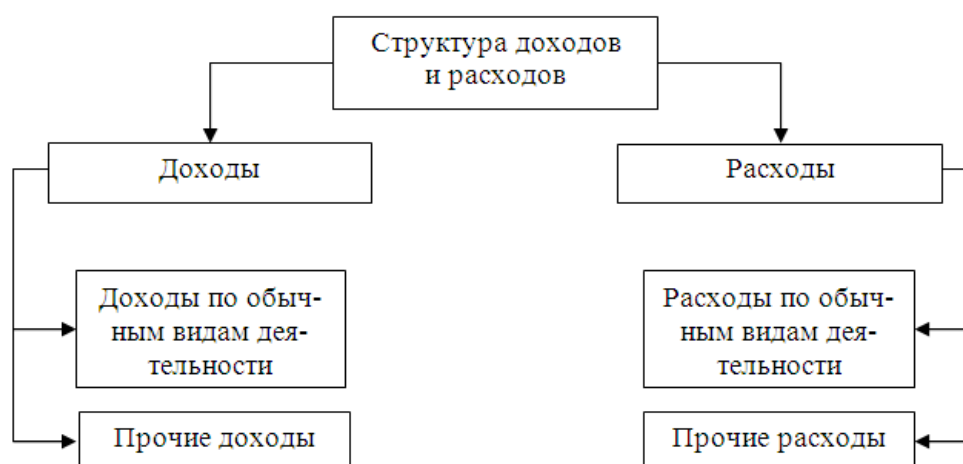 Структура доходов
и расходов
Доходы
Расходы
Доходы по обыч-
ным видам дея-
тельности
Расходы по обыч-
ным видам дея-
тельности
Прочие доходы
Прочие расходы